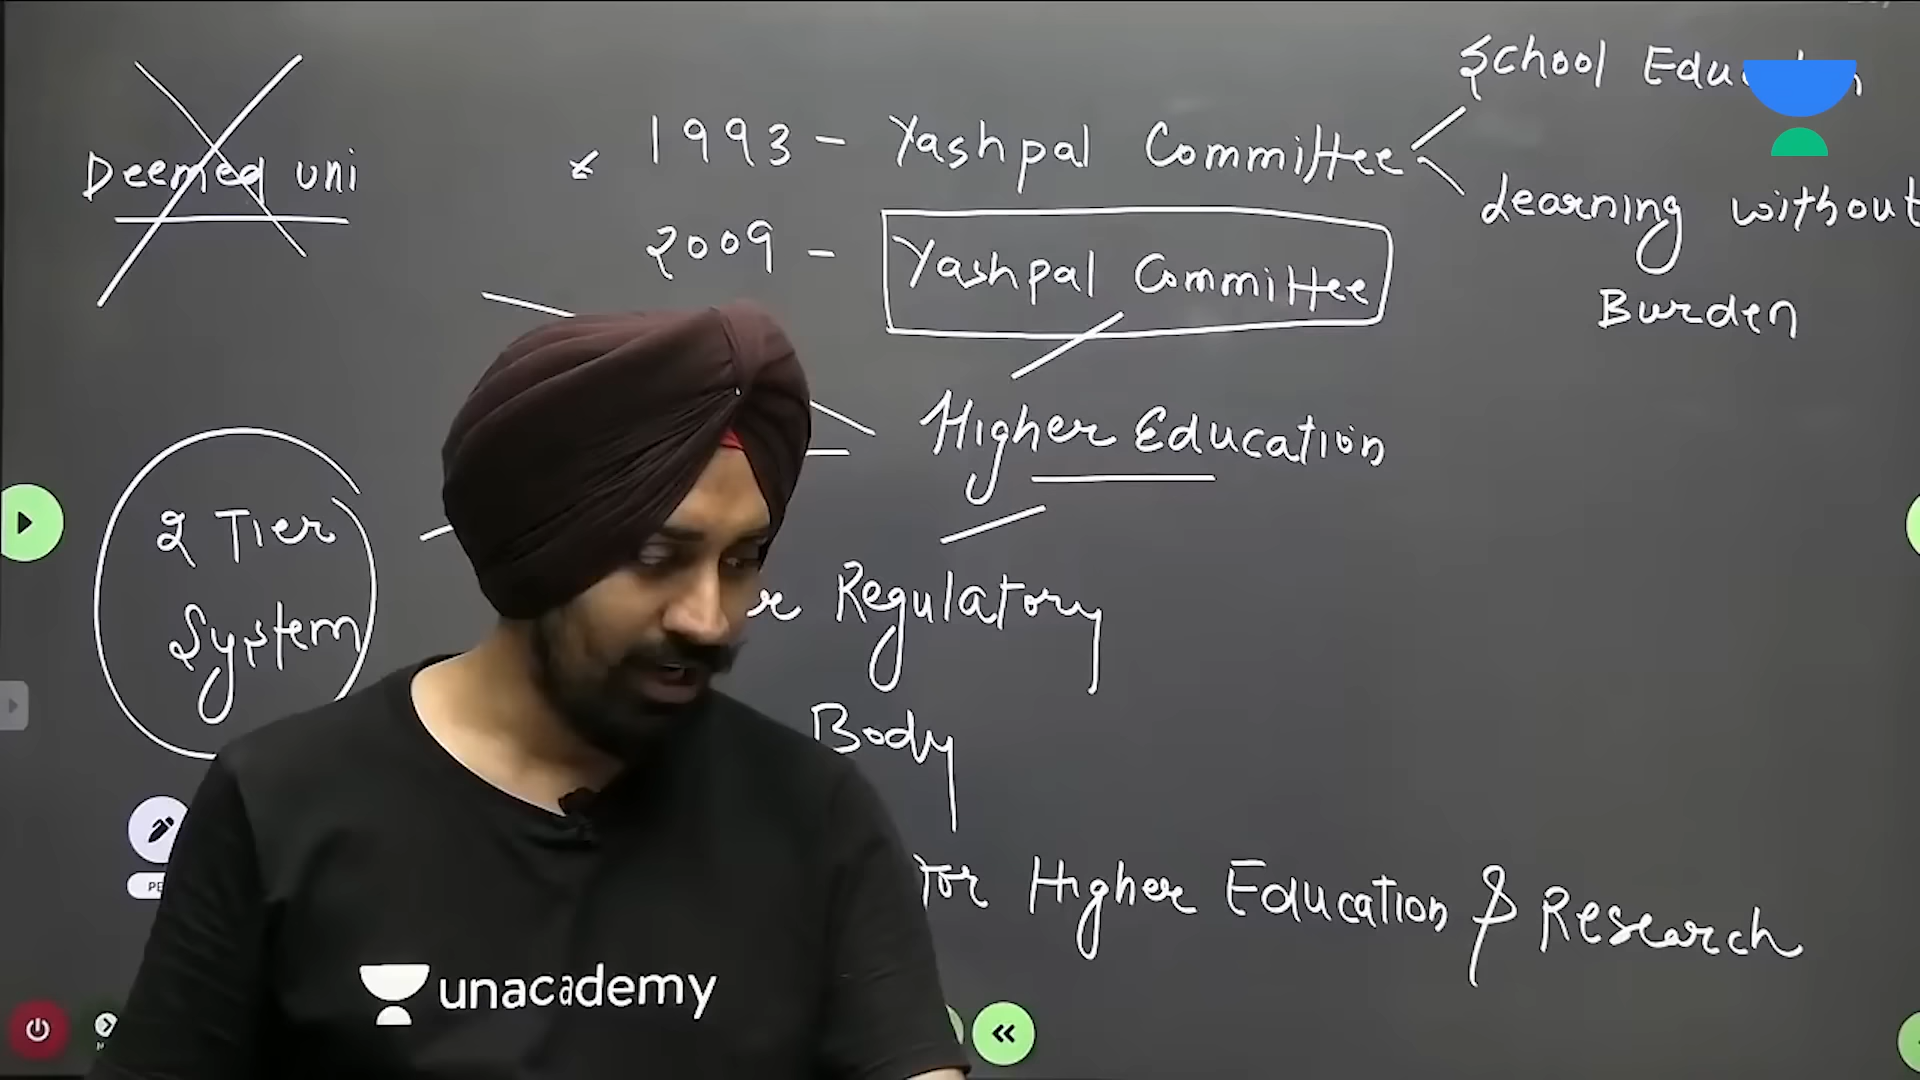 School
1993 - Yashpal Committee
Deemed uni
Learning without
2009 - Yashpal Committee
Burden
Higher Education
2 Tier
System
Regulatory
Body
for Higher Education & Research
unacademy